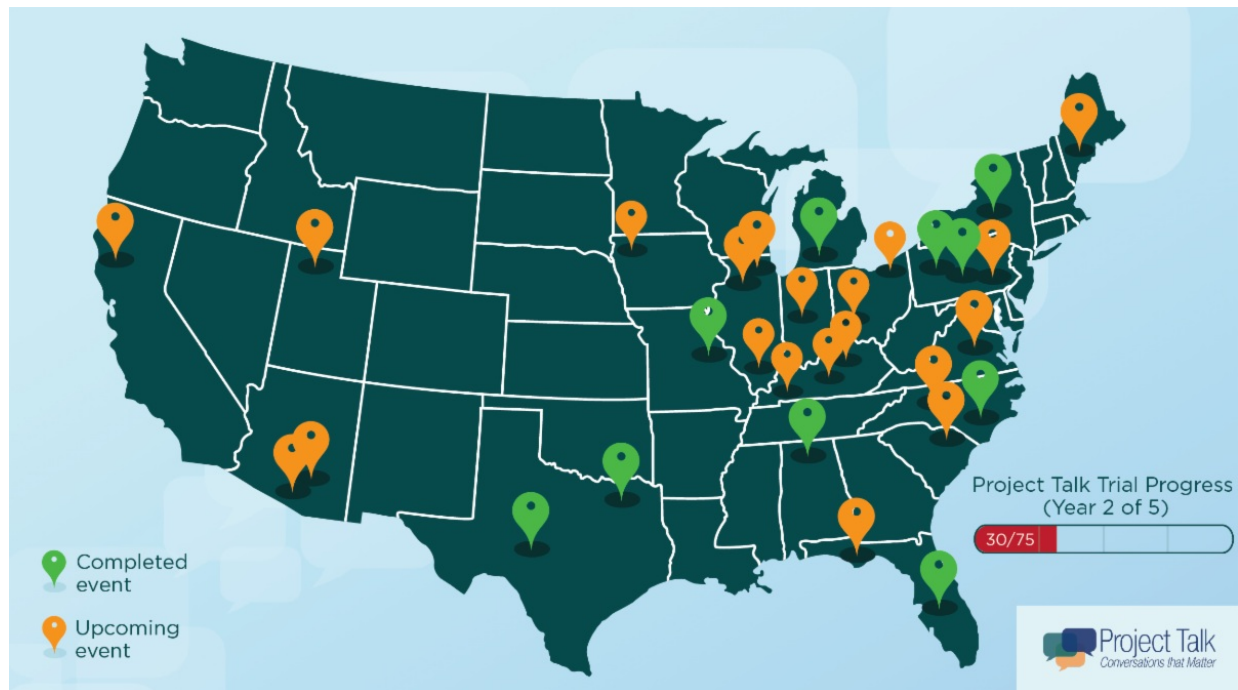 Project Talk Trial Progress
(Year 2 of 5)
30/75
Completed
event
Upcoming
event
Project Talk
Conversations that Matter